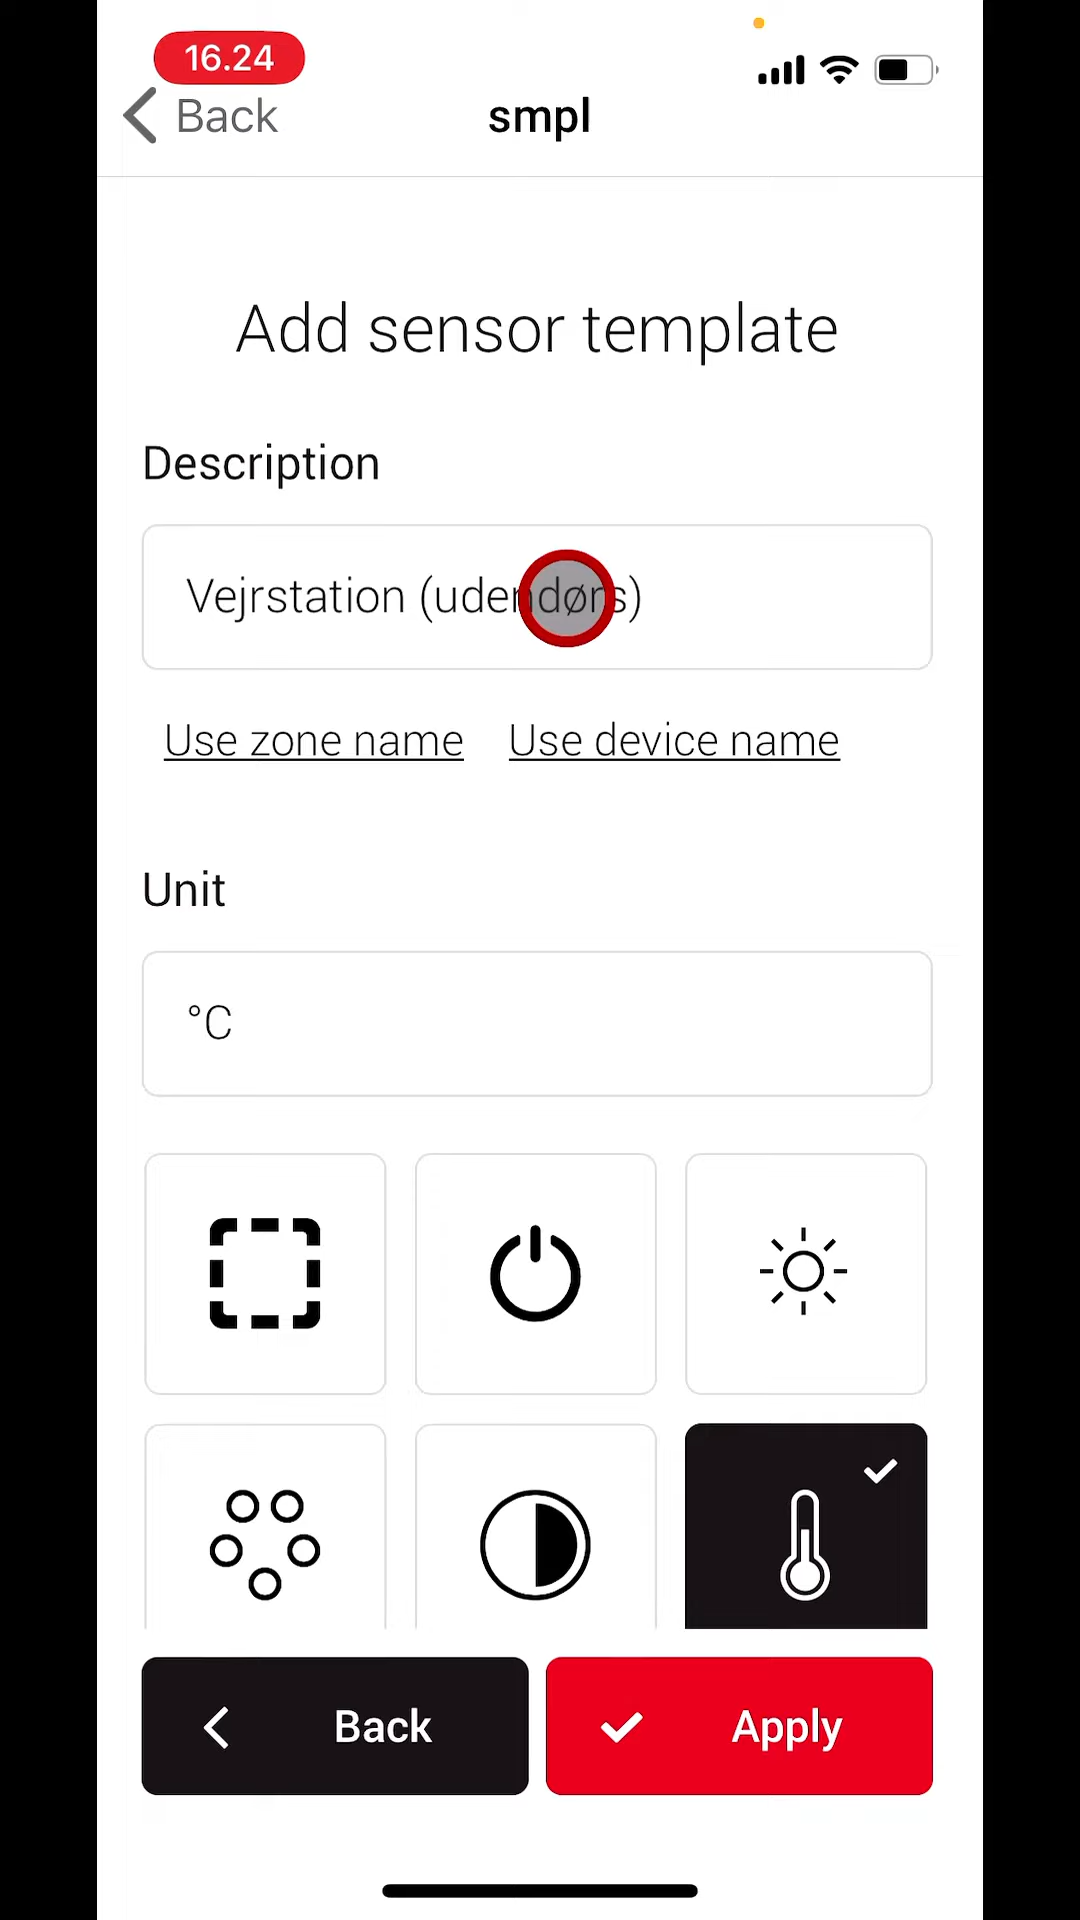 16.24
Back
smpl
Add sensor template
Description
Vejrstation (udendørs)
Use zone name
Use device name
Unit
°C
Back
Apply